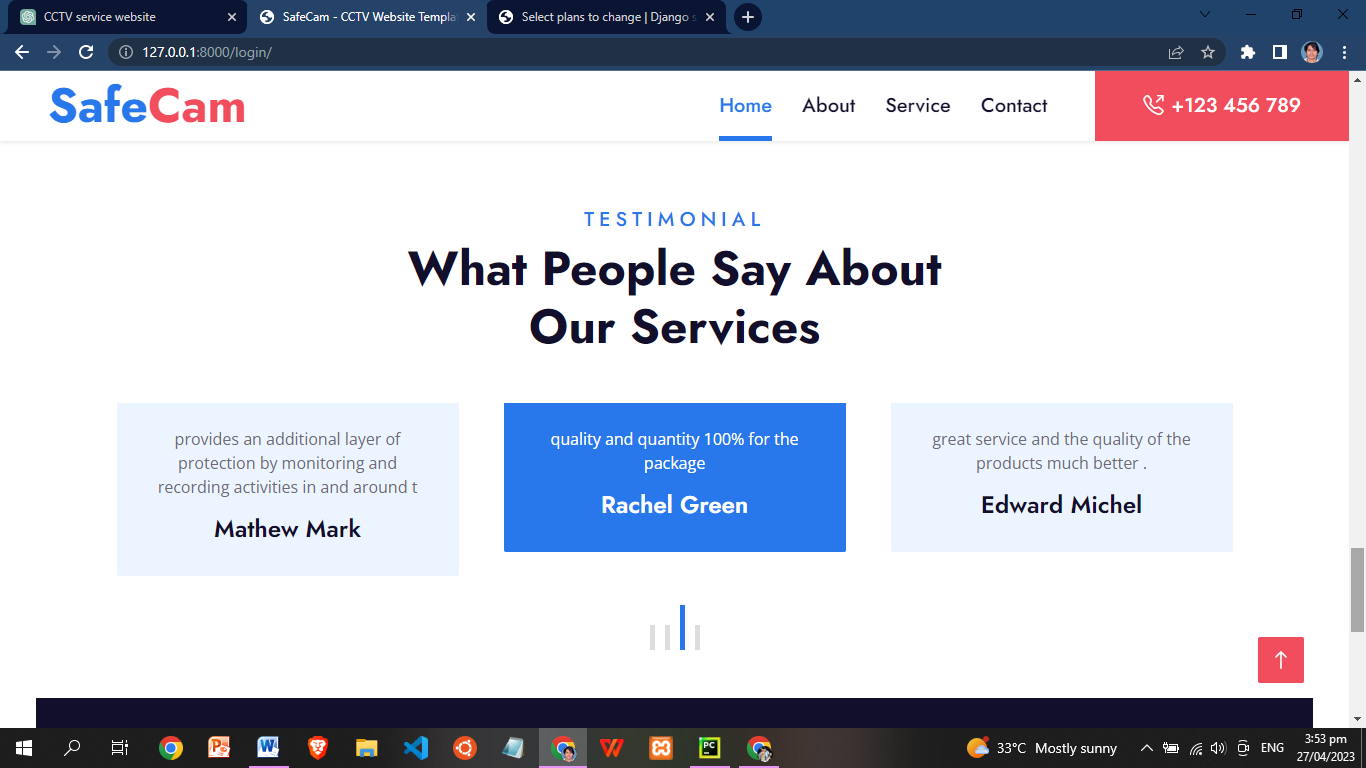 CCTV service website
SafeCam - CCTV Website Templa
Select plans to change | Django s
127.0.0.1:8000/login/
SafeCam
Home
About
Service
Contact
+123 456 789
TESTIMONIAL
What People Say About
Our Services
provides an additional layer of
protection by monitoring and
recording activities in and around t
Mathew Mark
quality and quantity 100% for the
package
Rachel Green
great service and the quality of the
products much better .
Edward Michel
33°C Mostly sunny
ENG
3:53 pm
27/04/2023